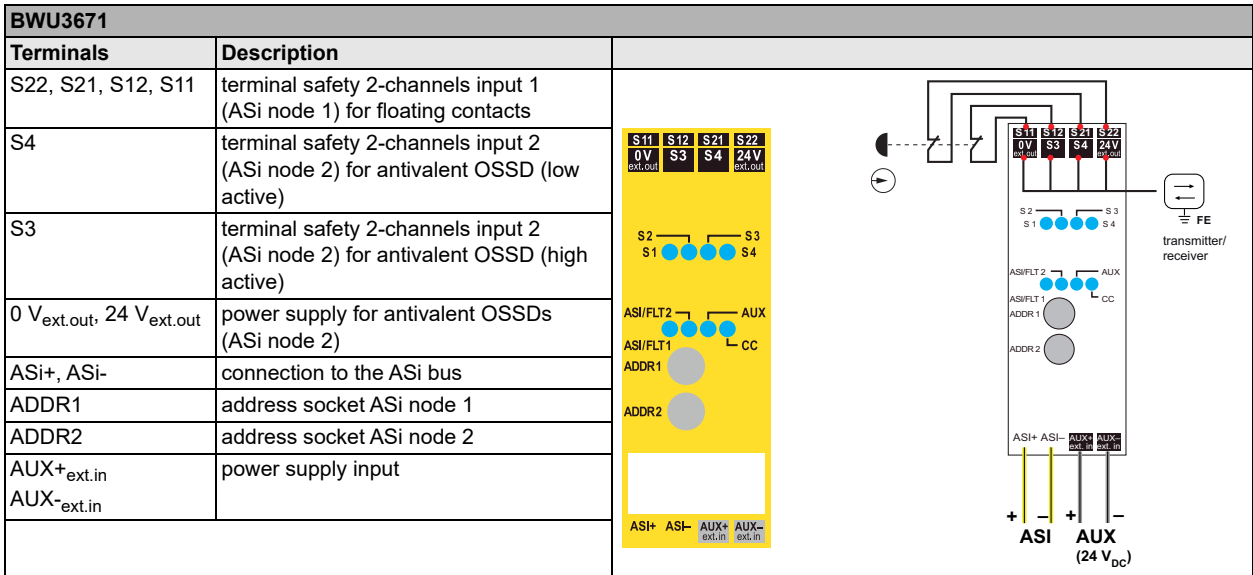 BWU3671
Terminals
Description
S22, S21, S12, S11
terminal safety 2-channels input 1
(ASi node 1) for floating contacts
S4
terminal safety 2-channels input 2
(ASi node 2) for antivalent OSSD (low
active)
S3
terminal safety 2-channels input 2
(ASi node 2) for antivalent OSSD (high
active)
0 Vext.out, 24 Vext.out
power supply for antivalent OSSDs
(ASi node 2)
ASi+, ASi-
connection to the ASi bus
ADDR1
address socket ASi node 1
ADDR2
address socket ASi node 2
AUX+ext.in
AUX-ext.in
power supply input
S11 S12 S21 S22
0V S3 S4 24V
ext.out ext.out
S2 S3
S1 S4
ASI/FLT2 AUX
ASI/FLT1 CC
ADDR1
ADDR2
ASI+ ASI– AUX+ AUX–
ext.in ext.in
S11 S12 S21 S22
0V S3 S4 24V
ext.out ext.out
S 2 S 3
S 1 S 4
FE
transmitter/
receiver
ASI/FLT 2 AUX
ASI/FLT 1 CC
ADDR 1
ADDR 2
ASI+ ASI– AUX+ AUX–
ext. in ext. in
+ – + –
ASI AUX
(24 VDC)